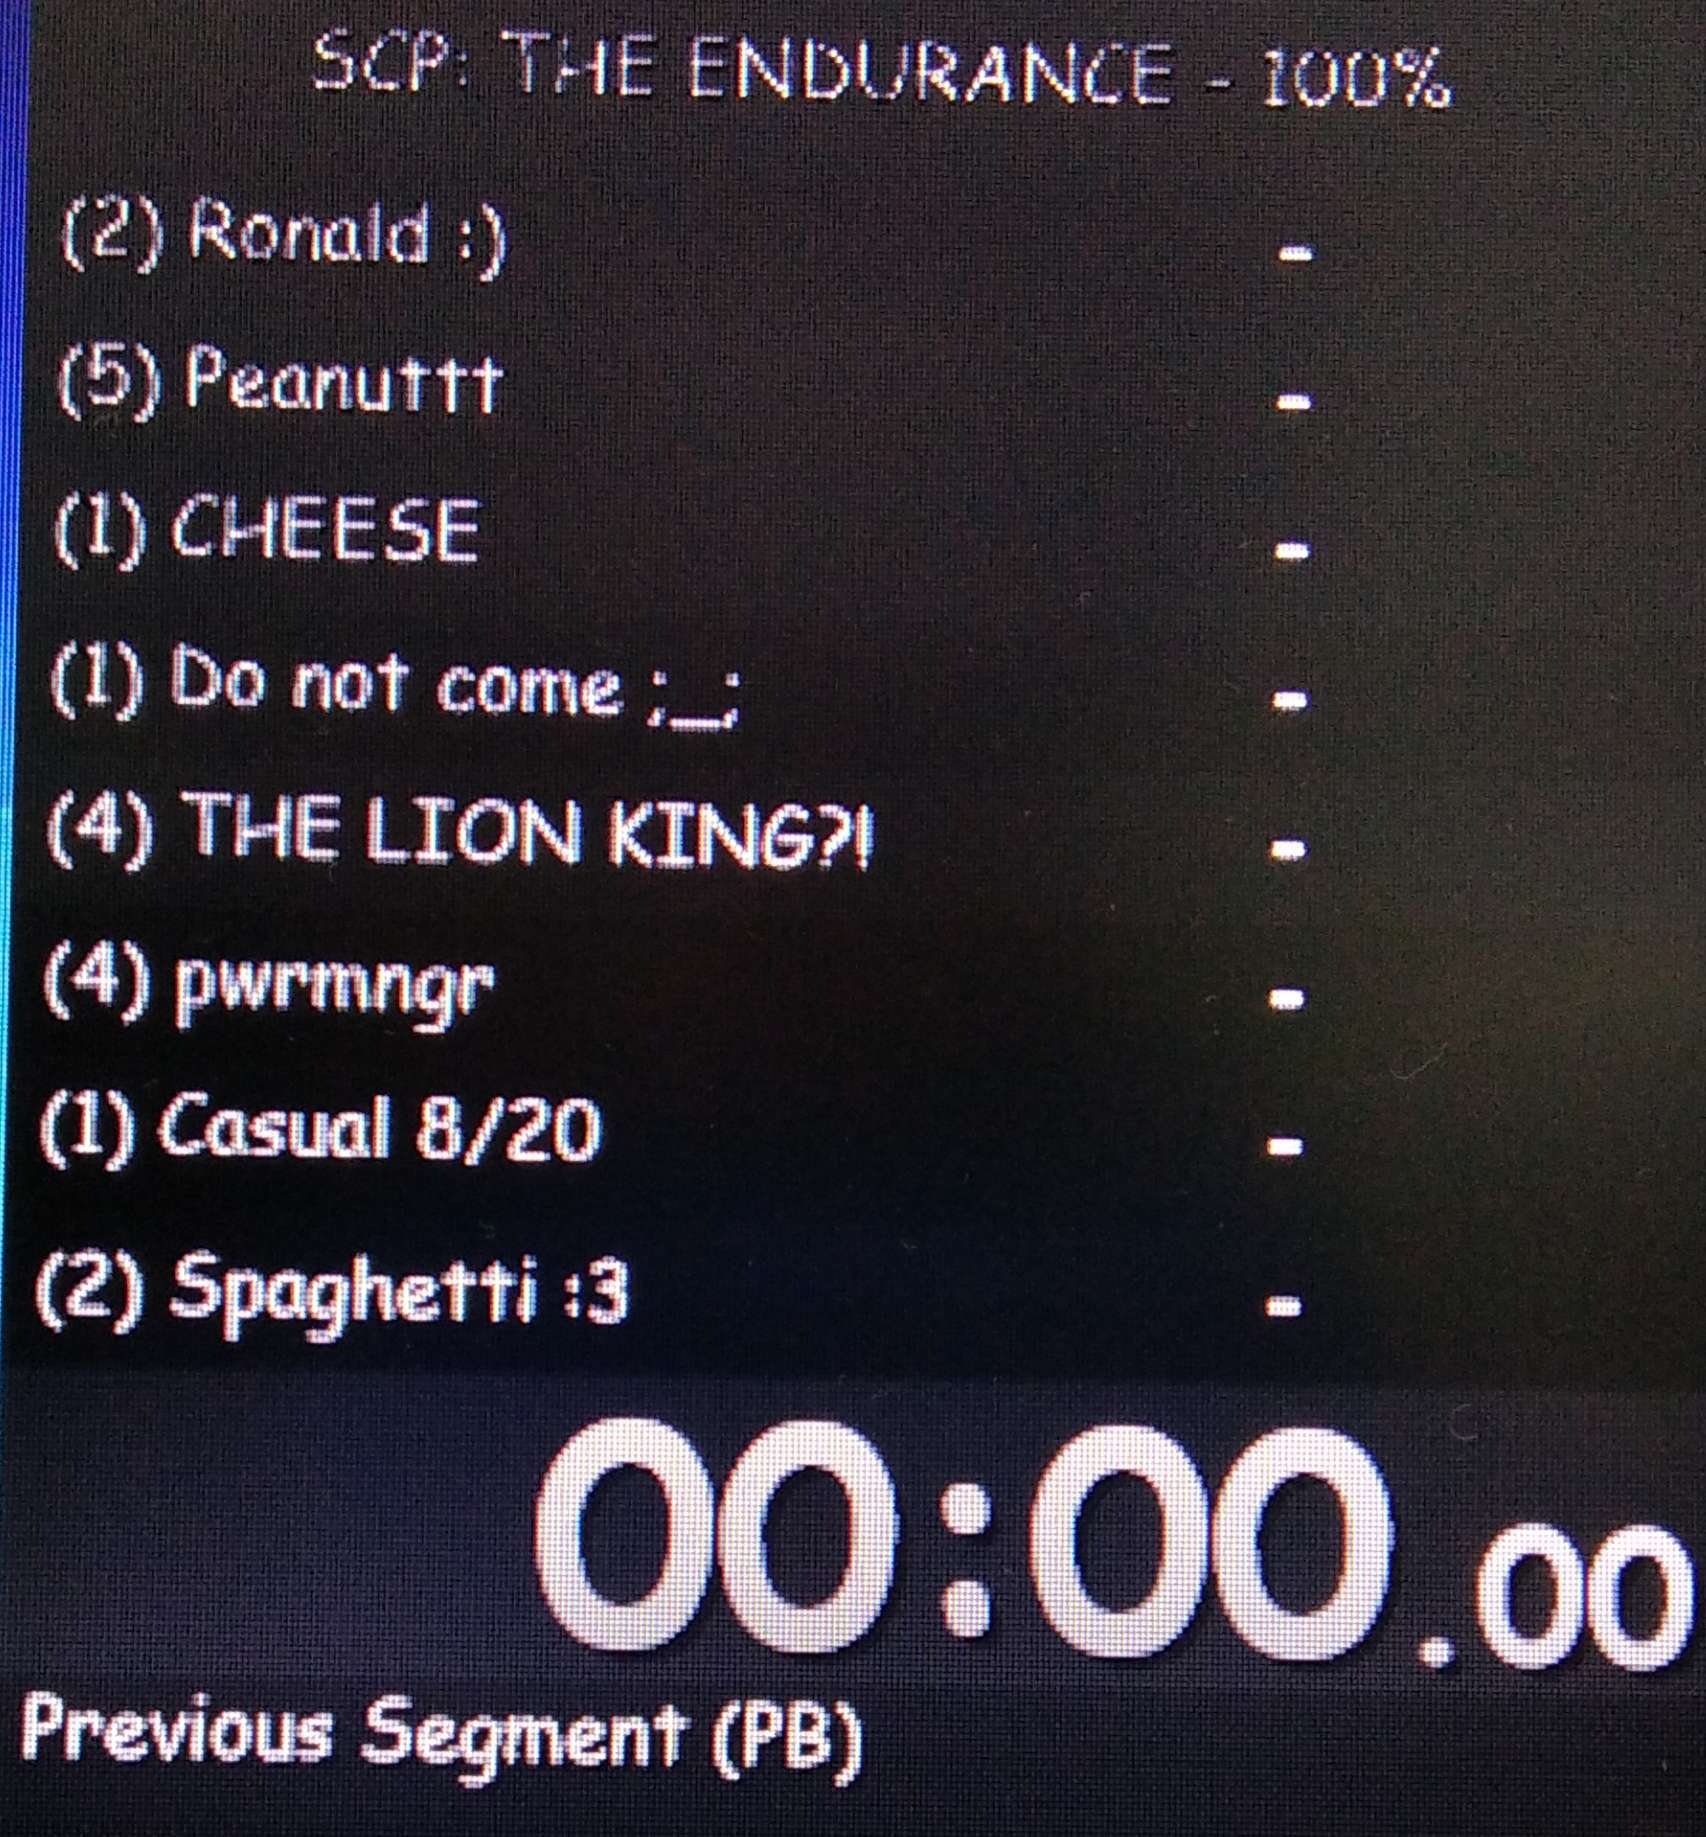 SCP: THE ENDURANCE - 100%
(2) Ronald :) -
(5) Peanuttt -
(1) CHEESE -
(1) Do not come ;_; -
(4) THE LION KING?! -
(4) pwrmngr -
(1) Casual 8/20 -
(2) Spaghetti :3 -
00:00.00
Previous Segment (PB)